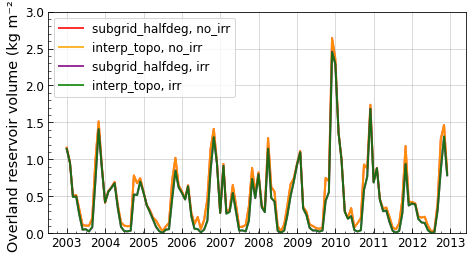 Overland reservoir volume (kg m⁻²
3.0
2.5
2.0
1.5
1.0
0.5
0.0
subgrid_halfdeg, no_irr
interp_topo, no_irr
subgrid_halfdeg, irr
interp_topo, irr
2003 2004 2005 2006 2007 2008 2009 2010 2011 2012 2013